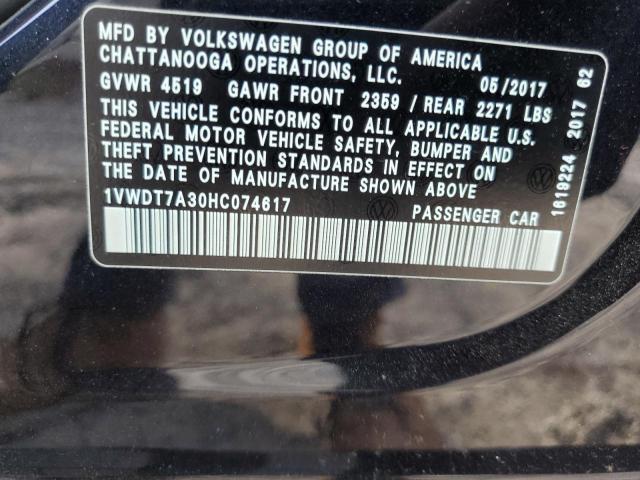 MFD BY VOLKSWAGEN GROUP OF AMERICA
CHATTANOOGA OPERATIONS, LLC. 05/2017
GVWR 4519 GAWR FRONT 2359 / REAR 2271 LBS
THIS VEHICLE CONFORMS TO ALL APPLICABLE U.S.
FEDERAL MOTOR VEHICLE SAFETY, BUMPER AND
THEFT PREVENTION STANDARDS IN EFFECT ON
THE DATE OF MANUFACTURE SHOWN ABOVE
1VWDT7A30HC074617 PASSENGER CAR
1619224 2017 62